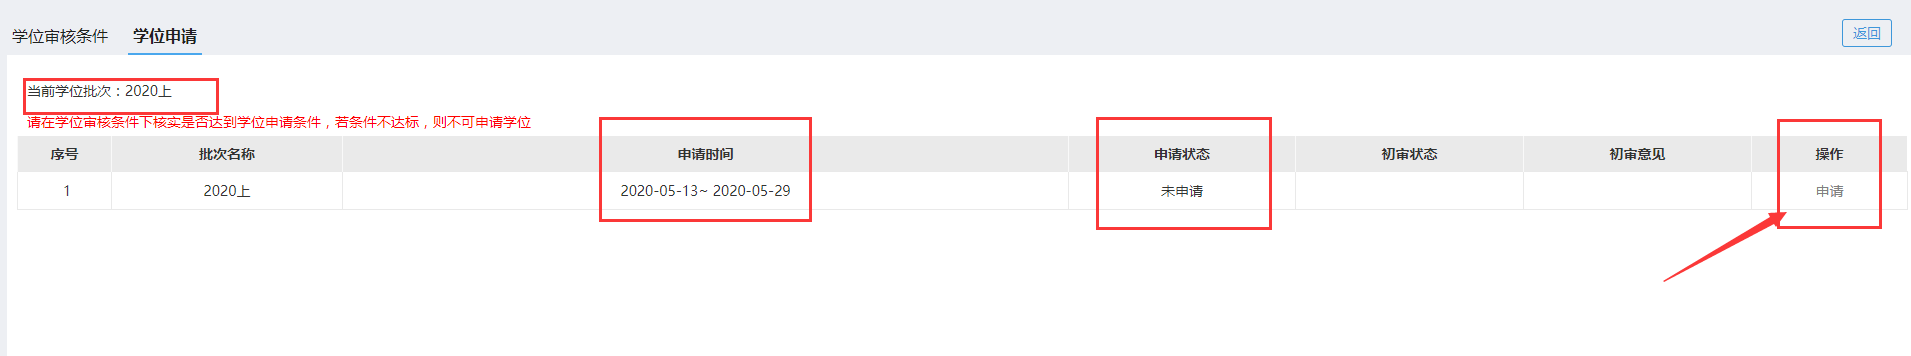 学位审核条件 学位申请 返回
当前学位批次：2020上
请在学位审核条件下核实是否达到学位申请条件，若条件不达标，则不可申请学位
序号 批次名称 申请时间 申请状态 初审状态 初审意见 操作
1 2020上 2020-05-13~ 2020-05-29 未申请 申请